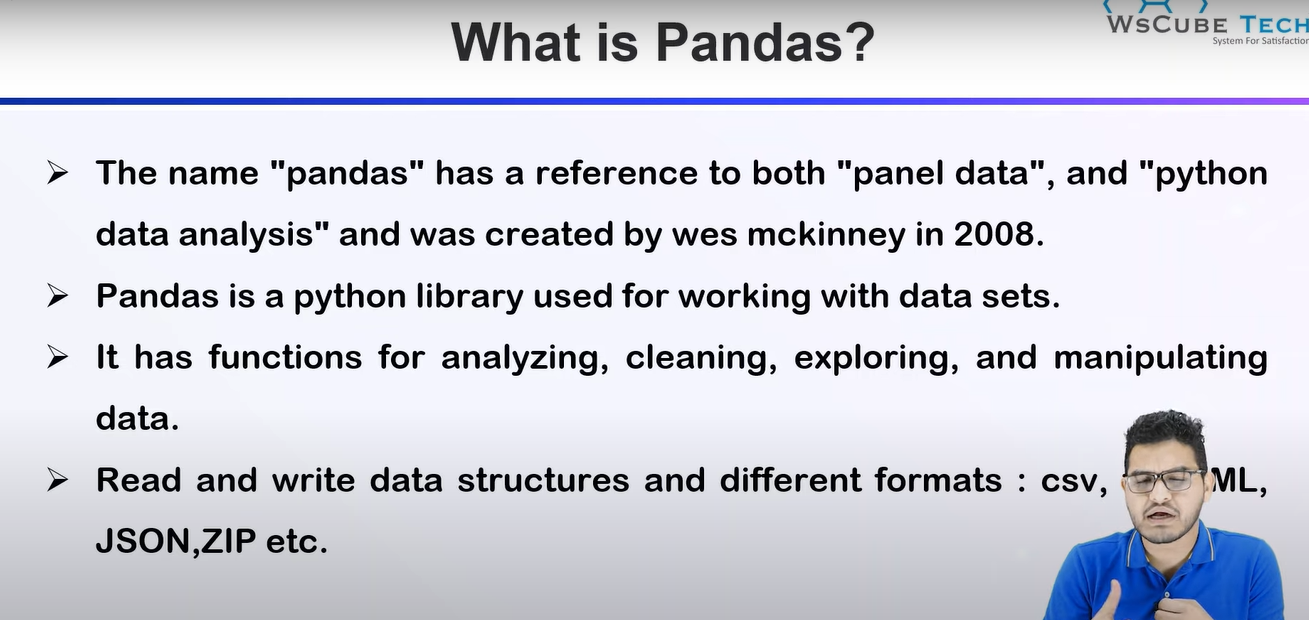 What is Pandas?
WsCube Tech
System For Satisfaction
➢ The name "pandas" has a reference to both "panel data", and "python
data analysis" and was created by wes mckinney in 2008.
➢ Pandas is a python library used for working with data sets.
➢ It has functions for analyzing, cleaning, exploring, and manipulating
data.
➢ Read and write data structures and different formats : csv, ML,
JSON,ZIP etc.